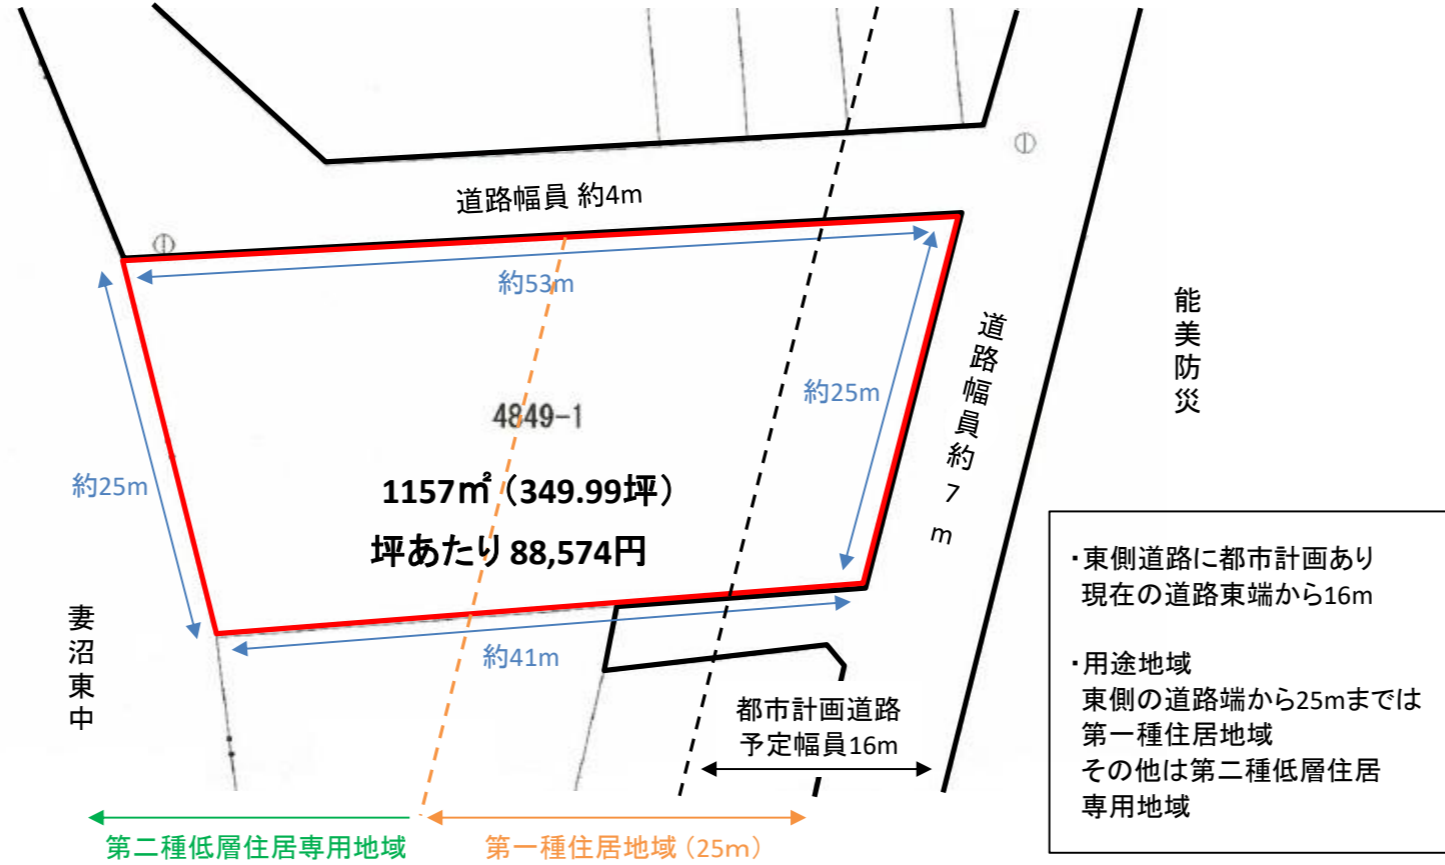 道路幅員 約4m
約53m
能美防災
道路幅員約7m
約25m
4849-1
1157㎡(349.99坪)
坪あたり 88,574円
約25m
妻沼東中
約41m
都市計画道路
予定幅員16m
・東側道路に都市計画あり
現在の道路東端から16m
・用途地域
東側の道路端から25mまでは
第一種住居地域
その他は第二種低層住居
専用地域
第二種低層住居専用地域
第一種住居地域(25m)